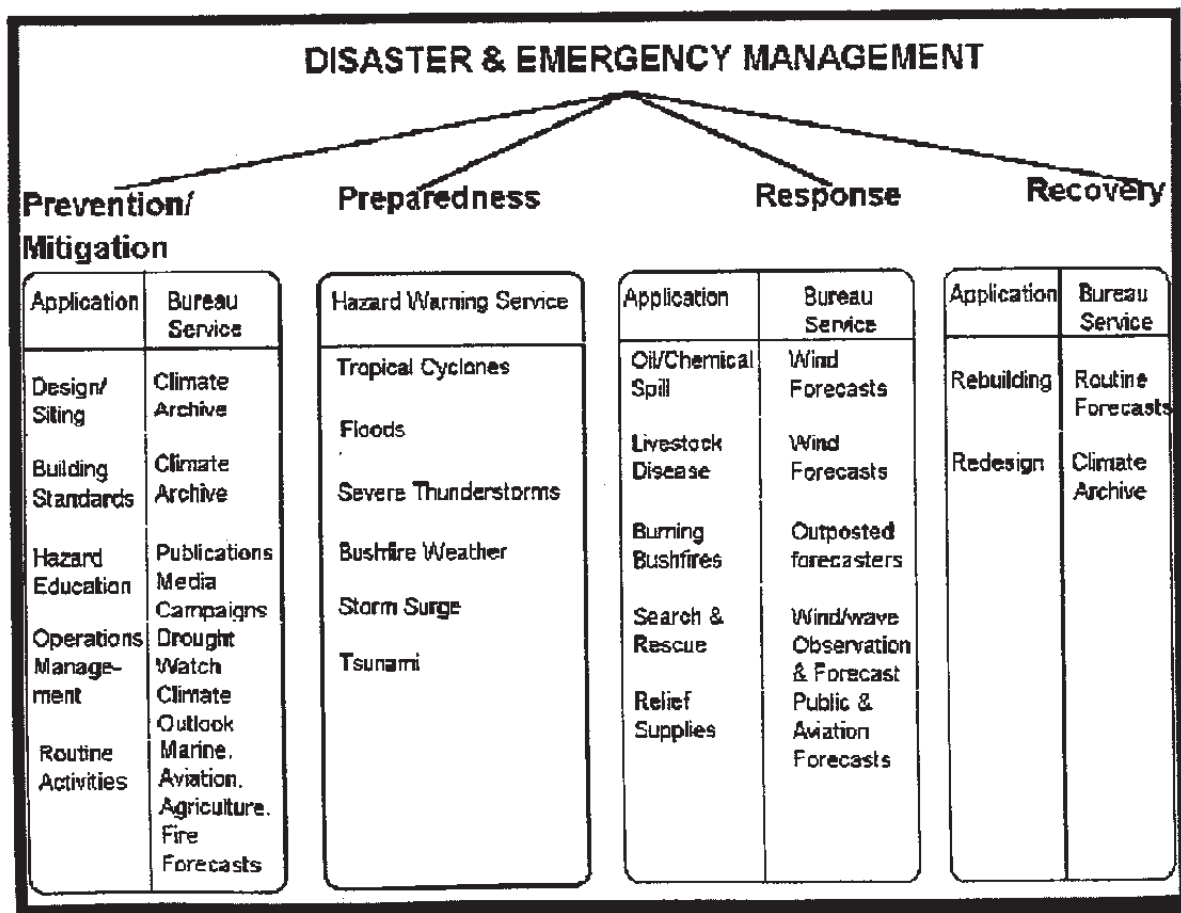 DISASTER & EMERGENCY MANAGEMENT
Prevention/
Mitigation
Preparedness
Response
Recovery
Application
Bureau
Service
Design/
Siting
Climate
Archive
Building
Standards
Climate
Archive
Hazard
Education
Publications
Media
Campaigns
Operations
Manage-
ment
Drought
Watch
Climate
Outlook
Routine
Activities
Marine,
Aviation,
Agriculture,
Fire
Forecasts
Hazard Warning Service
Tropical Cyclones
Floods
Severe Thunderstorms
Bushfire Weather
Storm Surge
Tsunami
Application
Bureau
Service
Oil/Chemical
Spill
Wind
Forecasts
Livestock
Disease
Wind
Forecasts
Burning
Bushfires
Outposted
forecasters
Search &
Rescue
Wind/wave
Observation
& Forecast
Relief
Supplies
Public &
Aviation
Forecasts
Application
Bureau
Service
Rebuilding
Routine
Forecasts
Redesign
Climate
Archive